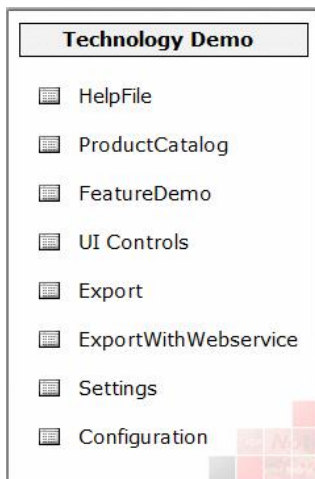 Technology Demo
HelpFile
ProductCatalog
FeatureDemo
UI Controls
Export
ExportWithWebservice
Settings
Configuration